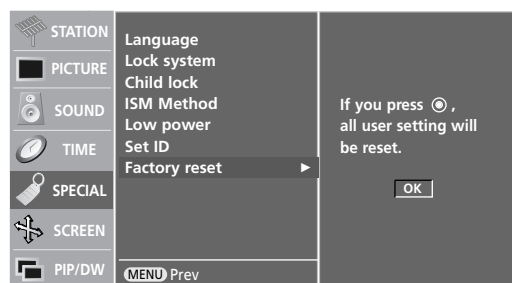 STATION
PICTURE
SOUND
TIME
SPECIAL
SCREEN
PIP/DW
Language
Lock system
Child lock
ISM Method
Low power
Set ID
Factory reset ►
MENU Prev
If you press ◉ ,
all user setting will
be reset.
OK